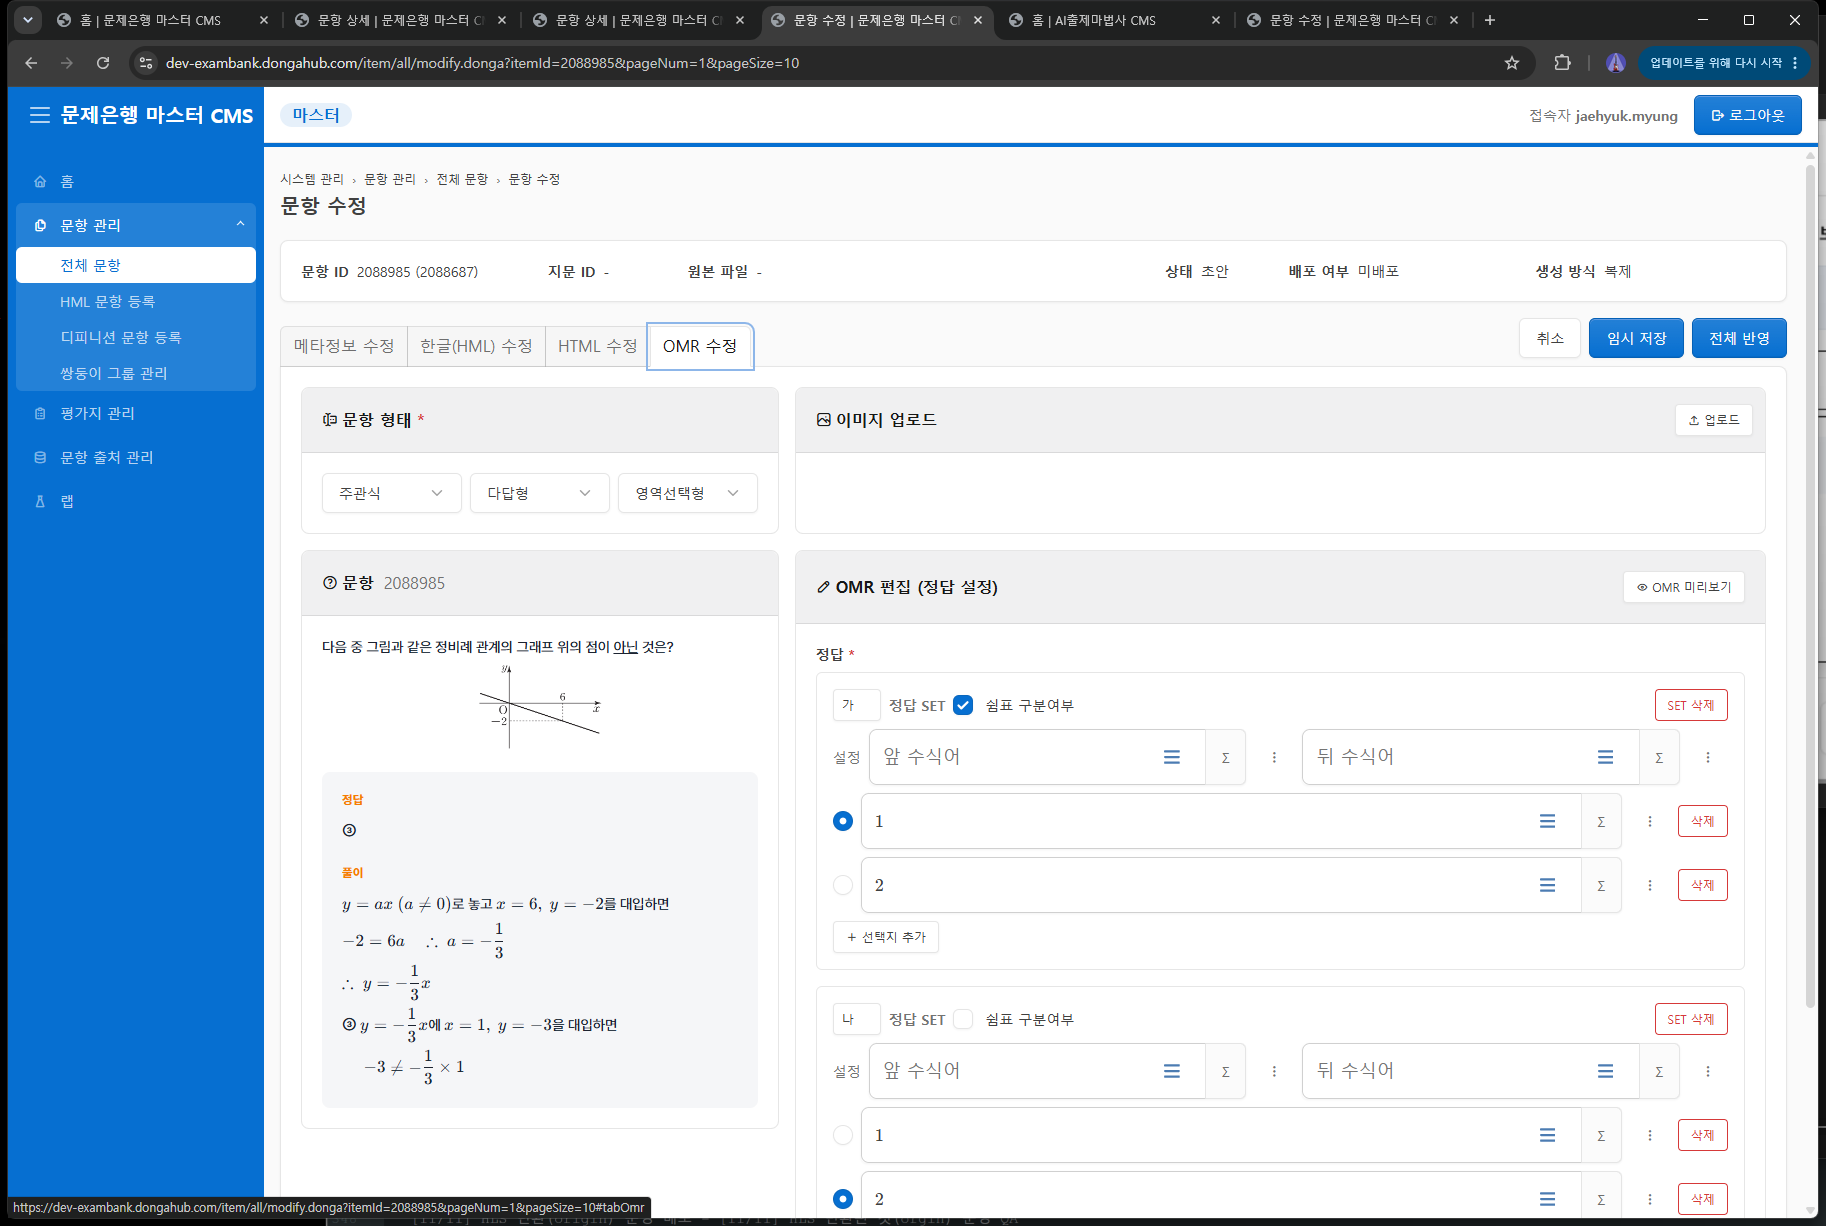 홈 | 문제은행 마스터 CMS
문항 상세 | 문제은행 마스터 C
문항 상세 | 문제은행 마스터 C
문항 수정 | 문제은행 마스터 C
홈 | AI출제마법사 CMS
문항 수정 | 문제은행 마스터 C
dev-exambank.dongahub.com/item/all/modify.donga?itemId=2088985&pageNum=1&pageSize=10
업데이트를 위해 다시 시작
문제은행 마스터 CMS
마스터
접속자 jaehyuk.myung
로그아웃
홈
문항 관리
전체 문항
HML 문항 등록
디피니션 문항 등록
쌍둥이 그룹 관리
평가지 관리
문항 출처 관리
랩
시스템 관리 › 문항 관리 › 전체 문항 › 문항 수정
문항 수정
문항 ID 2088985 (2088687)
지문 ID -
원본 파일 -
상태 초안
배포 여부 미배포
생성 방식 복제
메타정보 수정
한글(HML) 수정
HTML 수정
OMR 수정
취소
임시 저장
전체 반영
문항 형태 *
주관식
다답형
영역선택형
이미지 업로드
업로드
문항 2088985
다음 중 그림과 같은 정비례 관계의 그래프 위의 점이 아닌 것은?
y
6
O
x
−2
정답
③
풀이
y = ax (a ≠ 0)로 놓고 x = 6, y = −2를 대입하면
−2 = 6a ∴ a = −1/3
∴ y = −1/3 x
③ y = −1/3 x에 x = 1, y = −3을 대입하면
−3 ≠ −1/3 × 1
OMR 편집 (정답 설정)
OMR 미리보기
정답 *
가 정답 SET 쉼표 구분여부
SET 삭제
설정 앞 수식어 Σ 뒤 수식어 Σ
1 Σ 삭제
2 Σ 삭제
+ 선택지 추가
나 정답 SET 쉼표 구분여부
SET 삭제
설정 앞 수식어 Σ 뒤 수식어 Σ
1 Σ 삭제
2 Σ 삭제
https://dev-exambank.dongahub.com/item/all/modify.donga?itemId=2088985&pageNum=1&pageSize=10#tabOmr